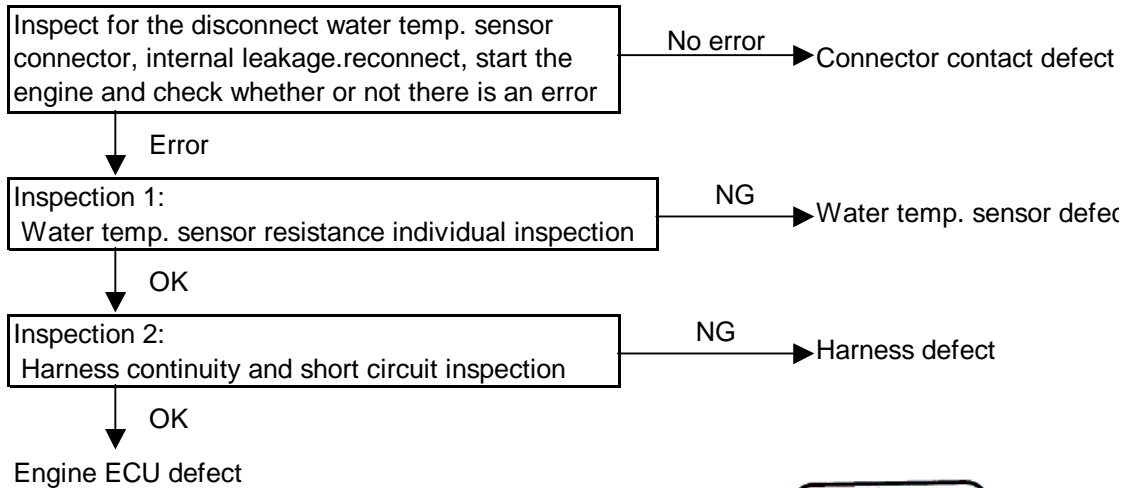 Inspect for the disconnect water temp. sensor
connector, internal leakage.reconnect, start the
engine and check whether or not there is an error
No error
Connector contact defect
Error
Inspection 1:
Water temp. sensor resistance individual inspection
NG
Water temp. sensor defec
OK
Inspection 2:
Harness continuity and short circuit inspection
NG
Harness defect
OK
Engine ECU defect